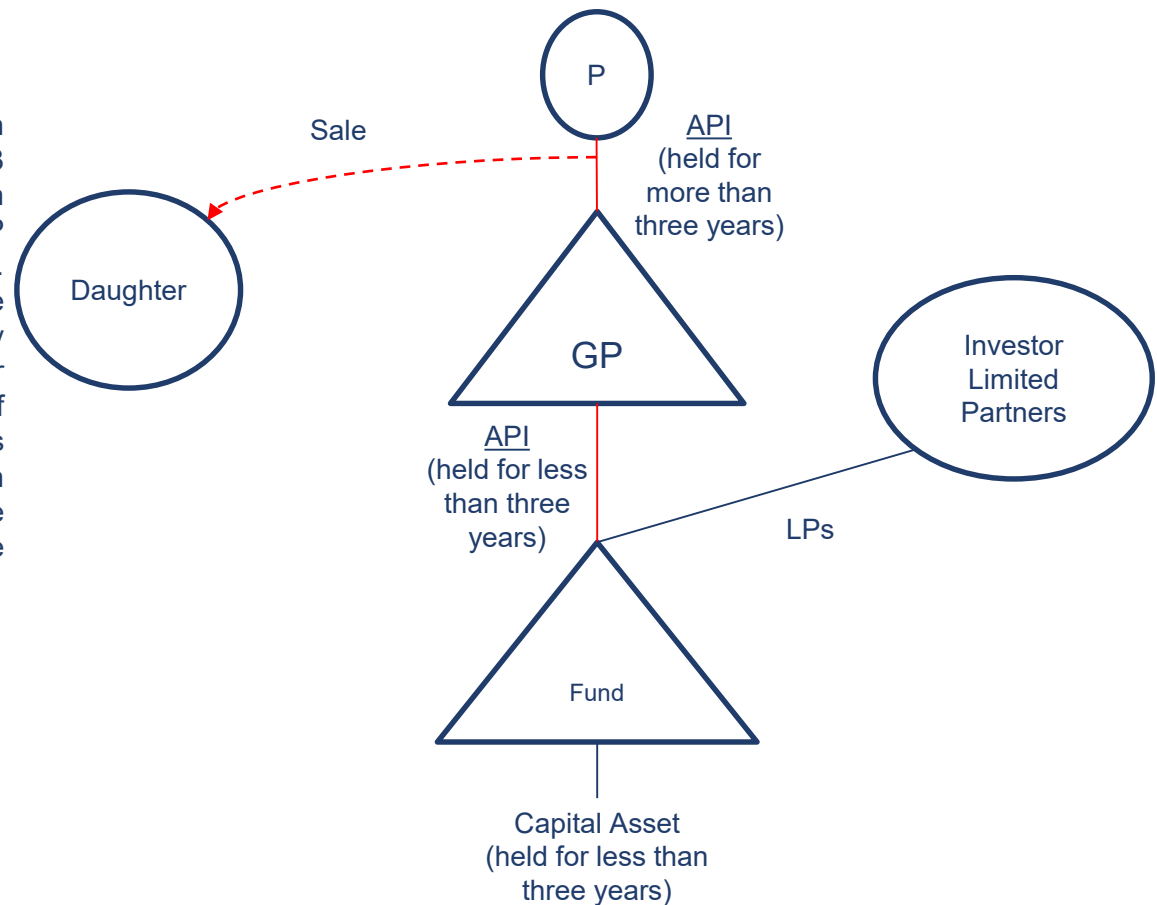 P
Sale
API
(held for
more than
three years)
Daughter
GP
Investor
Limited
Partners
API
(held for less
than three
years)
LPs
Fund
Capital Asset
(held for less than
three years)